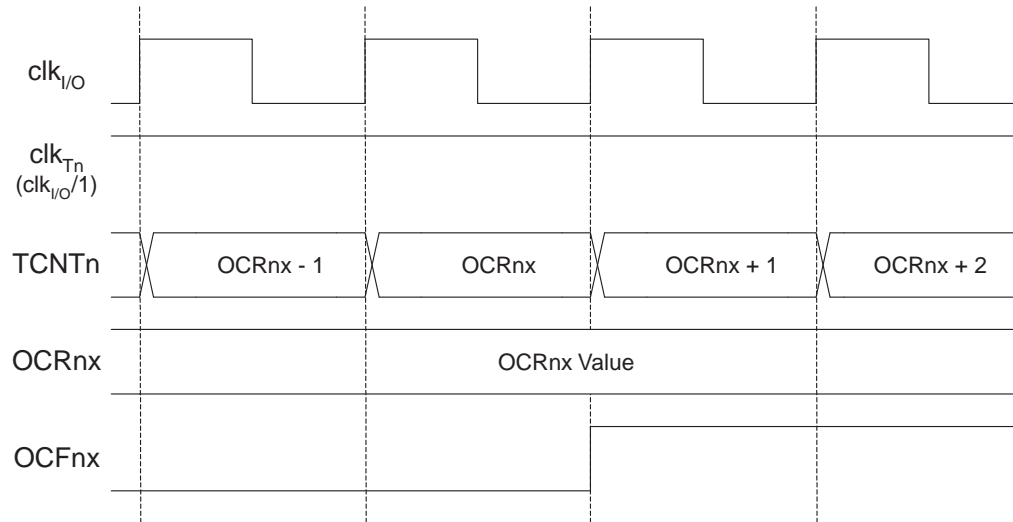 clkI/O
clkTn
(clkI/O/1)
TCNTn OCRnx - 1 OCRnx OCRnx + 1 OCRnx + 2
OCRnx OCRnx Value
OCFnx